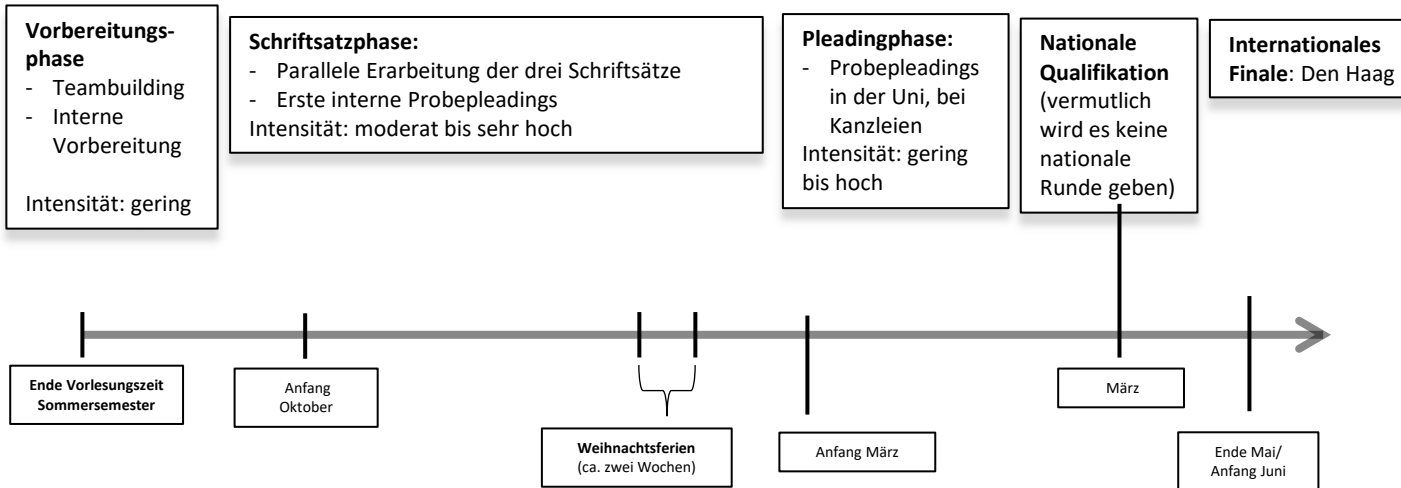 Vorbereitungs-
phase
- Teambuilding
- Interne
Vorbereitung
Intensität: gering
Schriftsatzphase:
- Parallele Erarbeitung der drei Schriftsätze
- Erste interne Probepleadings
Intensität: moderat bis sehr hoch
Pleadingphase:
- Probepleadings
in der Uni, bei
Kanzleien
Intensität: gering
bis hoch
Nationale
Qualifikation
(vermutlich
wird es keine
nationale
Runde geben)
Internationales
Finale: Den Haag
Ende Vorlesungszeit
Sommersemester
Anfang
Oktober
Weihnachtsferien
(ca. zwei Wochen)
Anfang März
März
Ende Mai/
Anfang Juni